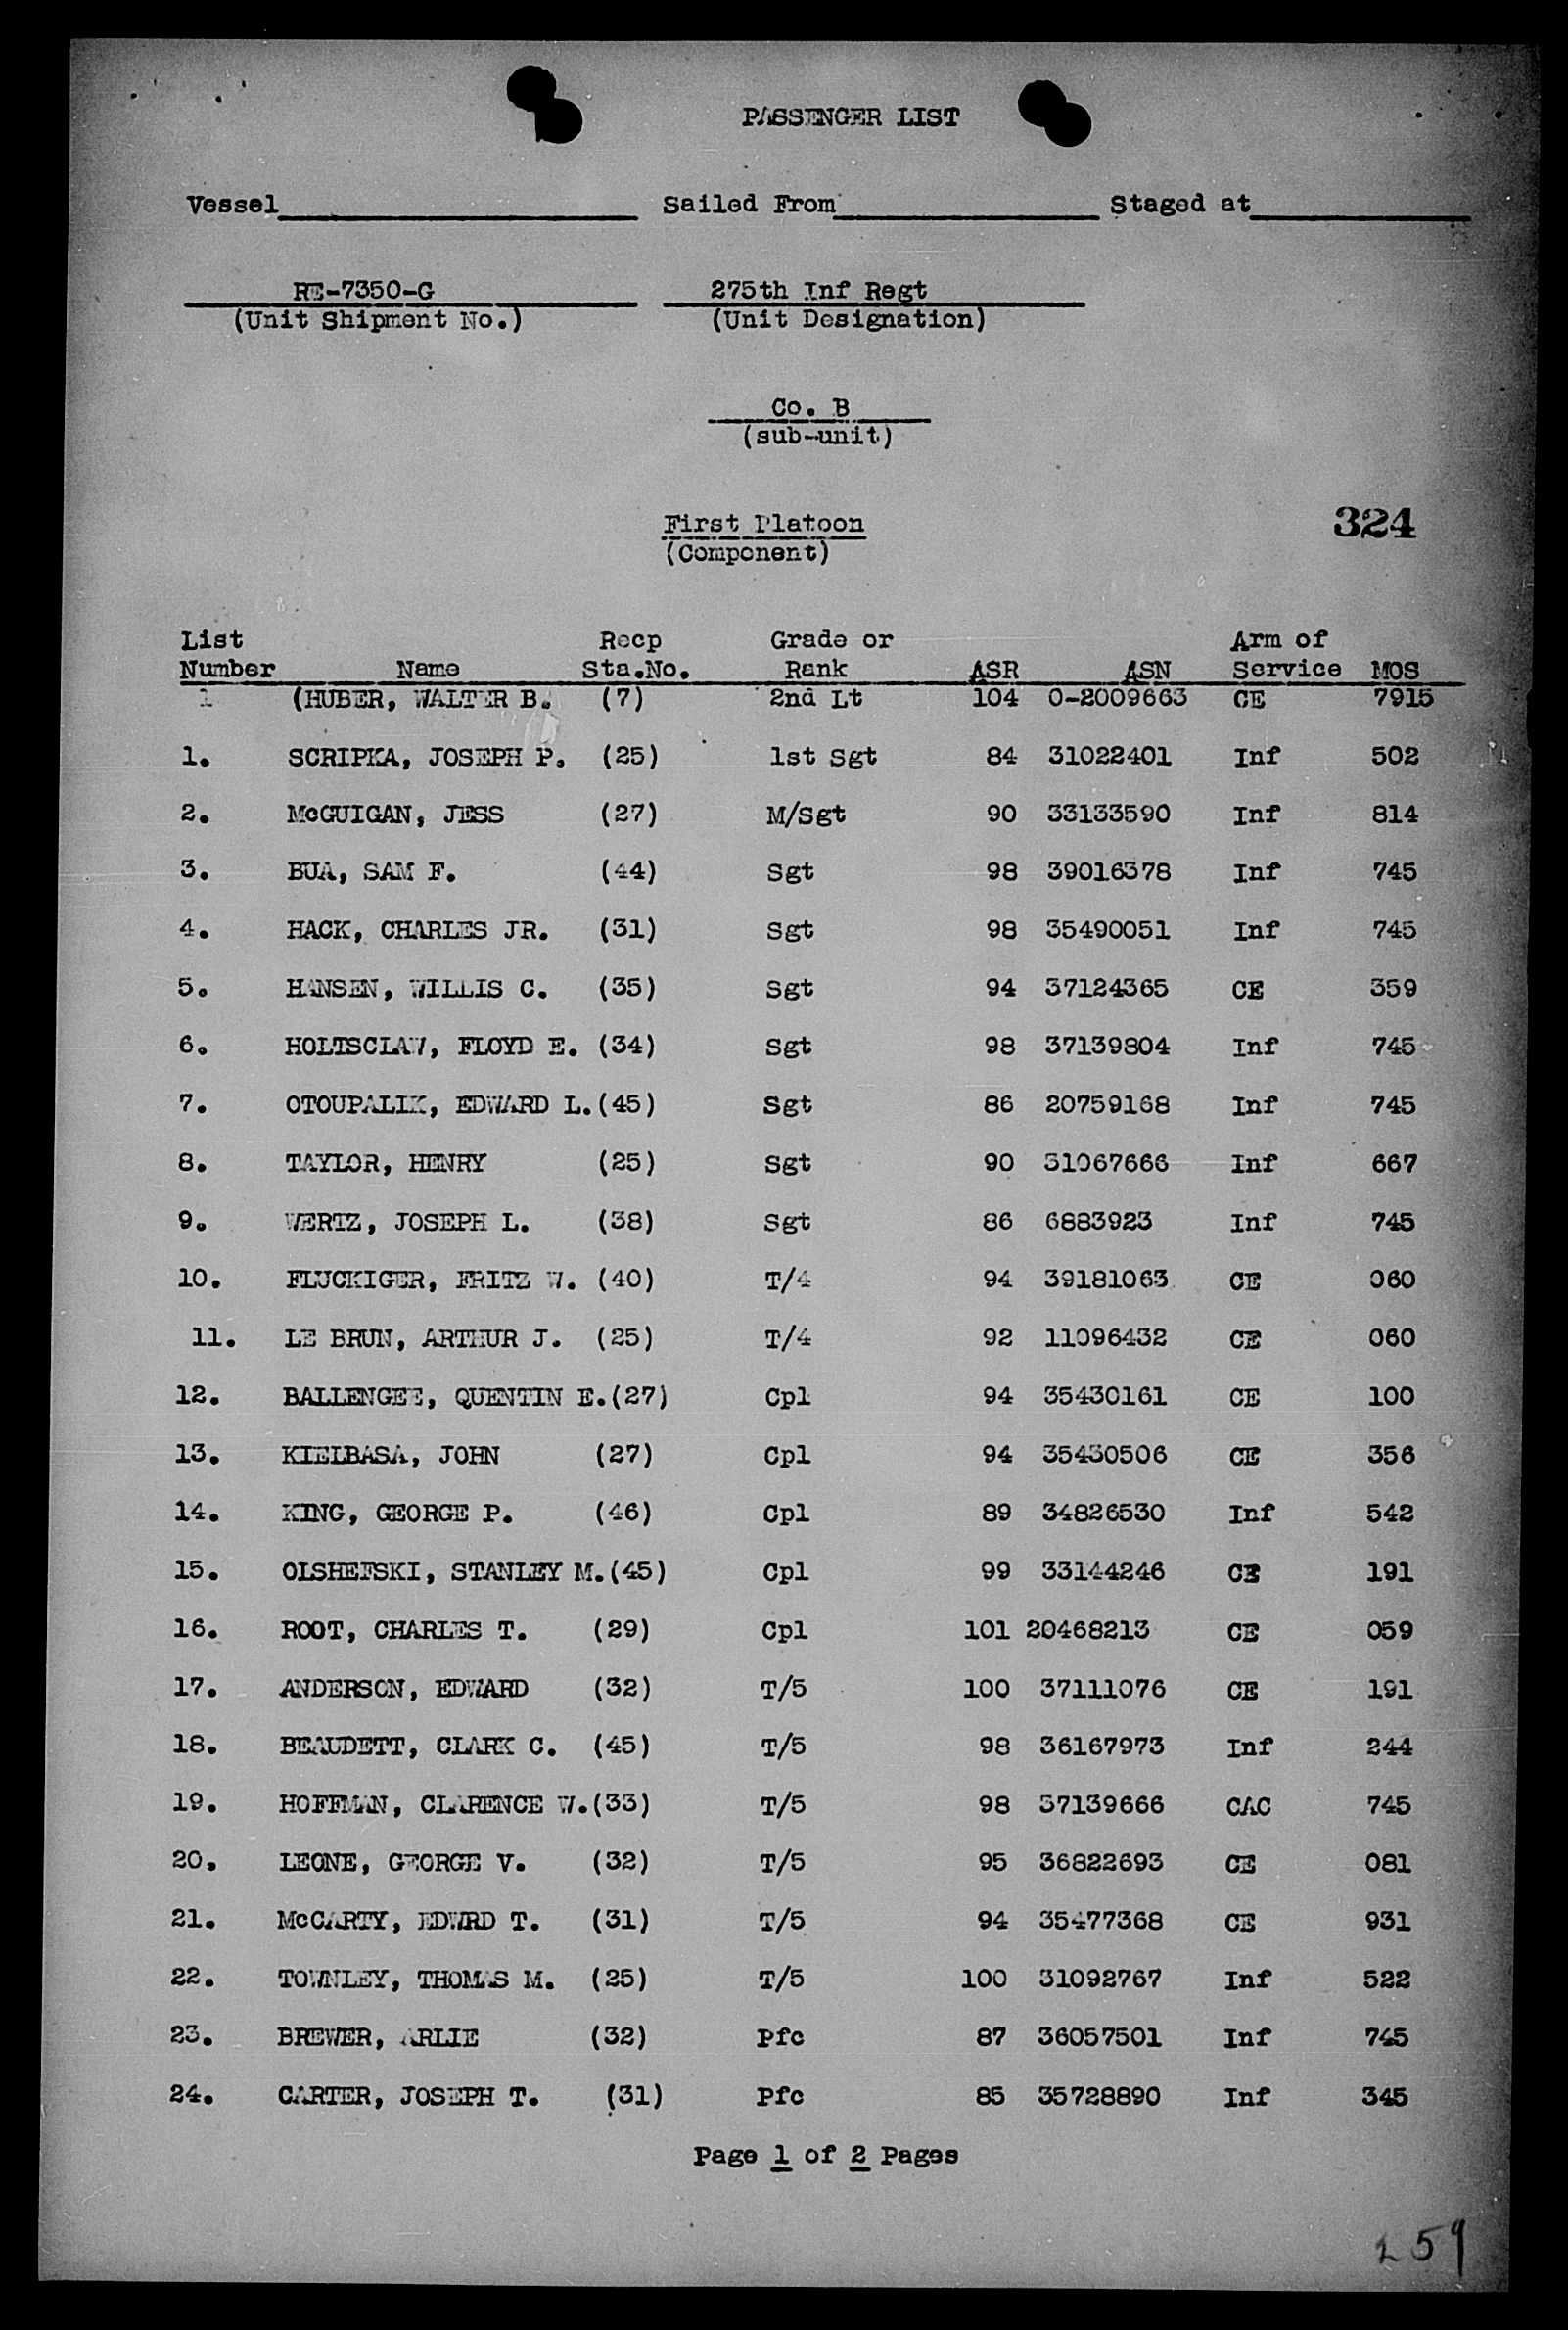 PASSENGER LIST
Vessel Sailed From Staged at
RE-7350-G 275th Inf Regt
(Unit Shipment No.) (Unit Designation)
Co. B
(sub-unit)
First Platoon 324
(Component)
List Recp Grade or Arm of
Number Name Sta.No. Rank ASR ASN Service MOS
1 (HUBER, WALTER B. (7) 2nd Lt 104 0-2009663 CE 7915
1. SCRIPKA, JOSEPH P. (25) 1st Sgt 84 31022401 Inf 502
2. McGUIGAN, JESS (27) M/Sgt 90 33133590 Inf 814
3. BUA, SAM F. (44) Sgt 98 39016378 Inf 745
4. HACK, CHARLES JR. (31) Sgt 98 35490051 Inf 745
5. HANSEN, WILLIS C. (35) Sgt 94 37124365 CE 359
6. HOLTSCLAW, FLOYD E. (34) Sgt 98 37139804 Inf 745
7. OTOUPALIK, EDWARD L. (45) Sgt 86 20759168 Inf 745
8. TAYLOR, HENRY (25) Sgt 90 31067666 Inf 667
9. WERTZ, JOSEPH L. (38) Sgt 86 6883923 Inf 745
10. FLUCKIGER, FRITZ W. (40) T/4 94 39181063 CE 060
11. LE BRUN, ARTHUR J. (25) T/4 92 11096432 CE 060
12. BALLENGEE, QUENTIN E. (27) Cpl 94 35430161 CE 100
13. KIELBASA, JOHN (27) Cpl 94 35430506 CE 356
14. KING, GEORGE P. (46) Cpl 89 34826530 Inf 542
15. OLSHEFSKI, STANLEY M. (45) Cpl 99 33144246 CE 191
16. ROOT, CHARLES T. (29) Cpl 101 20468213 CE 059
17. ANDERSON, EDWARD (32) T/5 100 37111076 CE 191
18. BEAUDETT, CLARK C. (45) T/5 98 36167973 Inf 244
19. HOFFMAN, CLARENCE W. (33) T/5 98 37139666 CAC 745
20. LEONE, GEORGE V. (32) T/5 95 36822693 CE 081
21. McCARTY, EDWRD T. (31) T/5 94 35477368 CE 931
22. TOWNLEY, THOMAS M. (25) T/5 100 31092767 Inf 522
23. BREWER, ARLIE (32) Pfc 87 36057501 Inf 745
24. CARTER, JOSEPH T. (31) Pfc 85 35728890 Inf 345
Page 1 of 2 Pages
259